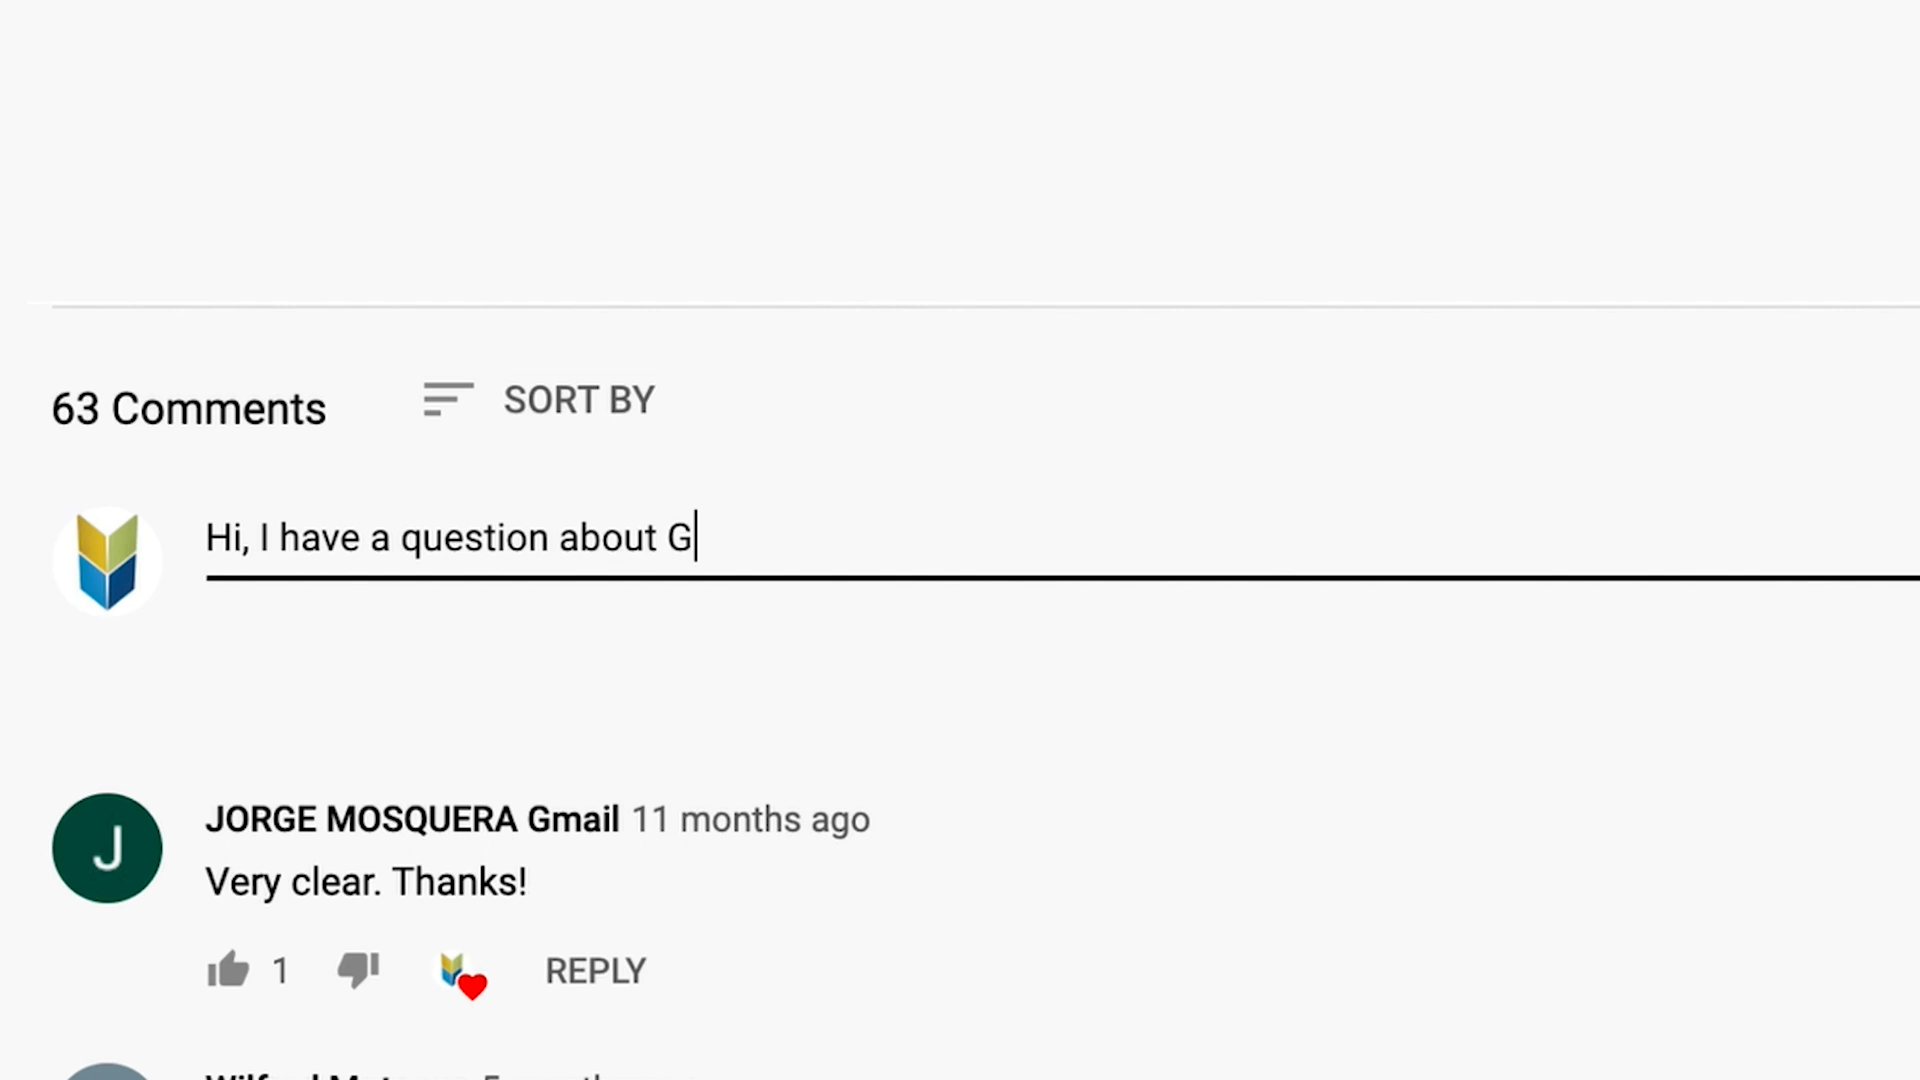 63 Comments
SORT BY
Hi, I have a question about G
J
JORGE MOSQUERA Gmail 11 months ago
Very clear. Thanks!
1
REPLY